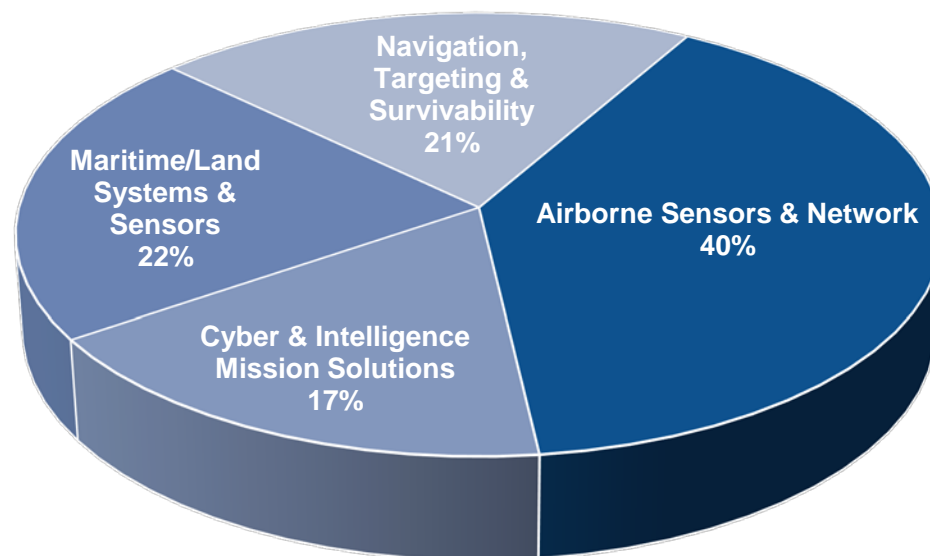 Navigation,
Targeting &
Survivability
21%
Maritime/Land
Systems &
Sensors
22%
Airborne Sensors & Network
40%
Cyber & Intelligence
Mission Solutions
17%